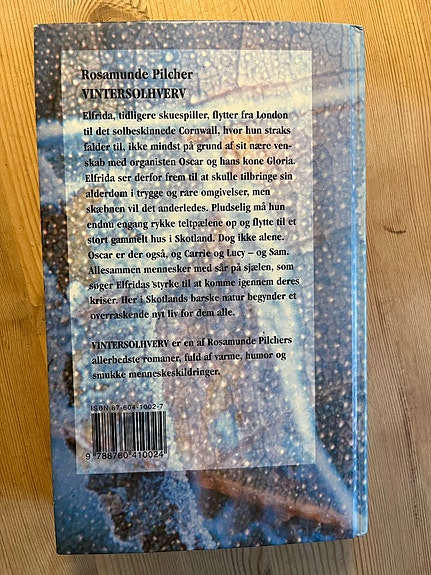 Rosamunde Pilcher
VINTERSOLHVERV
Elfrida, tidligere skuespiller, flytter fra London
til det solbeskinnede Cornwall, hvor hun straks
falder til, ikke mindst på grund af sit nære ven-
skab med organisten Oscar og hans kone Gloria.
Elfrida ser derfor frem til at skulle tilbringe sin
alderdom i trygge og rare omgivelser, men
skæbnen vil det anderledes. Pludselig må hun
endnu engang rykke teltpælene op og flytte til et
stort gammelt hus i Skotland. Dog ikke alene.
Oscar er der også, og Carrie og Lucy – og Sam.
Allesammen mennesker med sår på sjælen, som
søger Elfridas styrke til at komme igennem deres
kriser. Her i Skotlands barske natur begynder et
overraskende nyt liv for dem alle.
VINTERSOLHVERV er en af Rosamunde Pilchers
allerbedste romaner, fuld af varme, humor og
smukke menneskeskildringer.
ISBN 87-604-1002-7
9 788760 410024